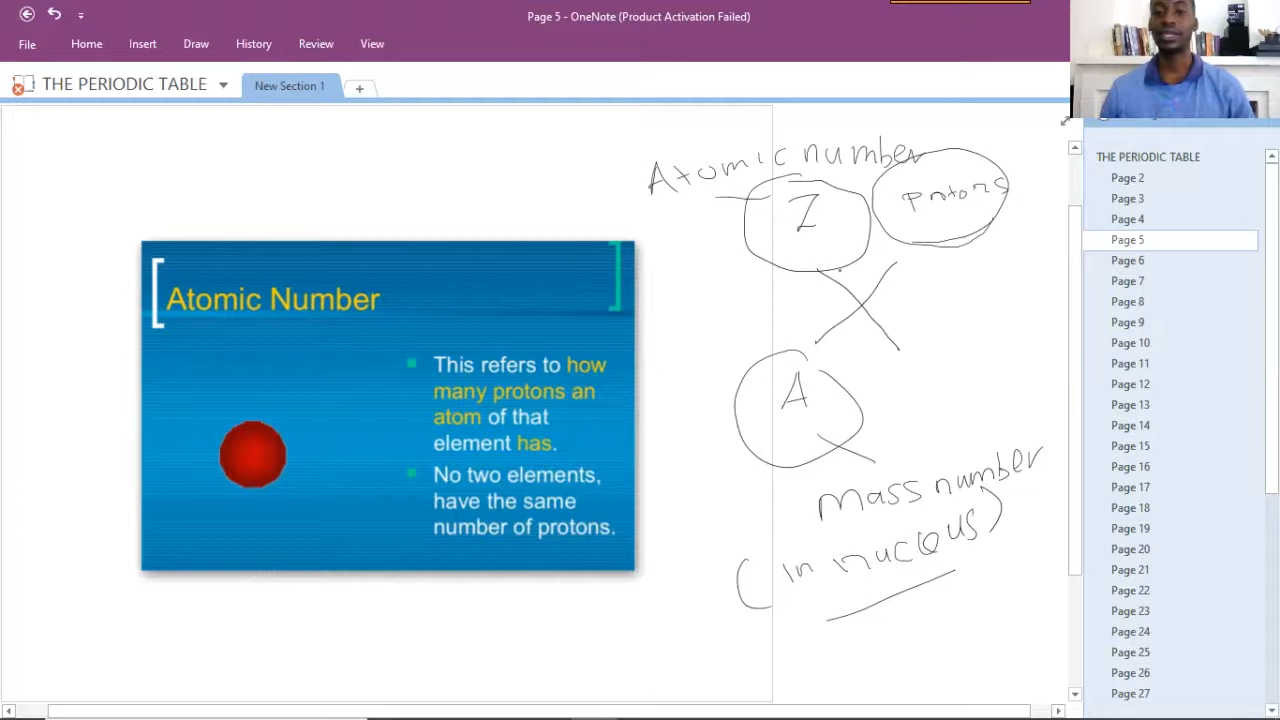 Page 5 - OneNote (Product Activation Failed)
File Home Insert Draw History Review View
THE PERIODIC TABLE
New Section 1
Atomic number
Z
Protons
Atomic Number
This refers to how
many protons an
atom of that
element has.
No two elements,
have the same
number of protons.
A
mass number
(in nucleus)
THE PERIODIC TABLE
Page 2
Page 3
Page 4
Page 5
Page 6
Page 7
Page 8
Page 9
Page 10
Page 11
Page 12
Page 13
Page 14
Page 15
Page 16
Page 17
Page 18
Page 19
Page 20
Page 21
Page 22
Page 23
Page 24
Page 25
Page 26
Page 27